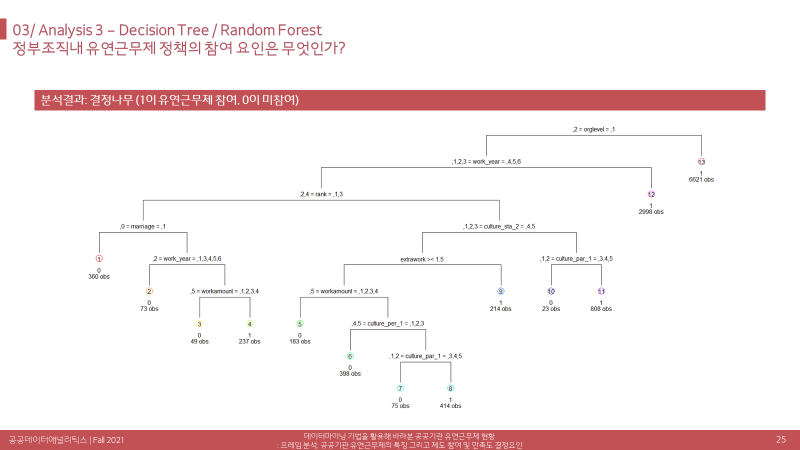 03/ Analysis 3 – Decision Tree / Random Forest
정부조직내 유연근무제 정책의 참여 요인은 무엇인가?
분석결과: 결정나무 (1이 유연근무제 참여, 0이 미참여)
,2 = orglevel = ,1
,1,2,3 = work_year = ,4,5,6
13
1
6621 obs
,2,4 = rank = ,1,3
12
1
2998 obs
,0 = marriage = ,1
,1,2,3 = culture_sta_2 = ,4,5
1
0
360 obs
,2 = work_year = ,1,3,4,5,6
extrawork >< 1.5
,1,2 = culture_par_1 = ,3,4,5
2
0
73 obs
,5 = workamount = ,1,2,3,4
,5 = workamount = ,1,2,3,4
9
1
214 obs
10
0
23 obs
11
1
808 obs
3
0
49 obs
4
1
237 obs
5
0
183 obs
,4,5 = culture_per_1 = ,1,2,3
6
0
398 obs
,1,2 = culture_par_1 = ,3,4,5
7
0
75 obs
8
1
414 obs
공공데이터애널리틱스 | Fall 2021
데이터마이닝 기법을 활용해 바라본 공공기관 유연근무제 현황
: 프레임 분석, 공공기관 유연근무제의 특징 그리고 제도 참여 및 만족도 결정요인
25